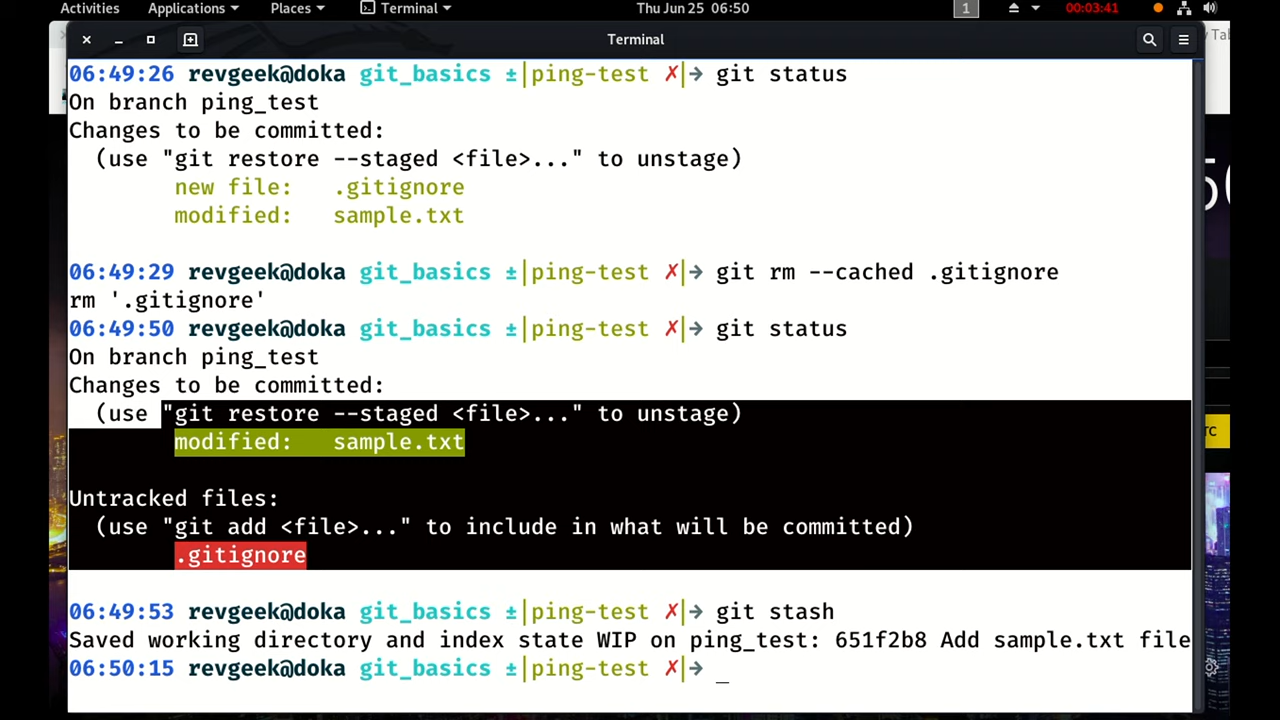 Activities Applications Places Terminal Thu Jun 25 06:50 1 00:03:41
Terminal
06:49:26 revgeek@doka git_basics ±|ping-test ✗|→ git status
On branch ping_test
Changes to be committed:
  (use "git restore --staged <file>..." to unstage)
        new file:   .gitignore
        modified:   sample.txt
06:49:29 revgeek@doka git_basics ±|ping-test ✗|→ git rm --cached .gitignore
rm '.gitignore'
06:49:50 revgeek@doka git_basics ±|ping-test ✗|→ git status
On branch ping_test
Changes to be committed:
  (use "git restore --staged <file>..." to unstage)
        modified:   sample.txt
Untracked files:
  (use "git add <file>..." to include in what will be committed)
        .gitignore
06:49:53 revgeek@doka git_basics ±|ping-test ✗|→ git stash
Saved working directory and index state WIP on ping_test: 651f2b8 Add sample.txt file
06:50:15 revgeek@doka git_basics ±|ping-test ✗|→ _